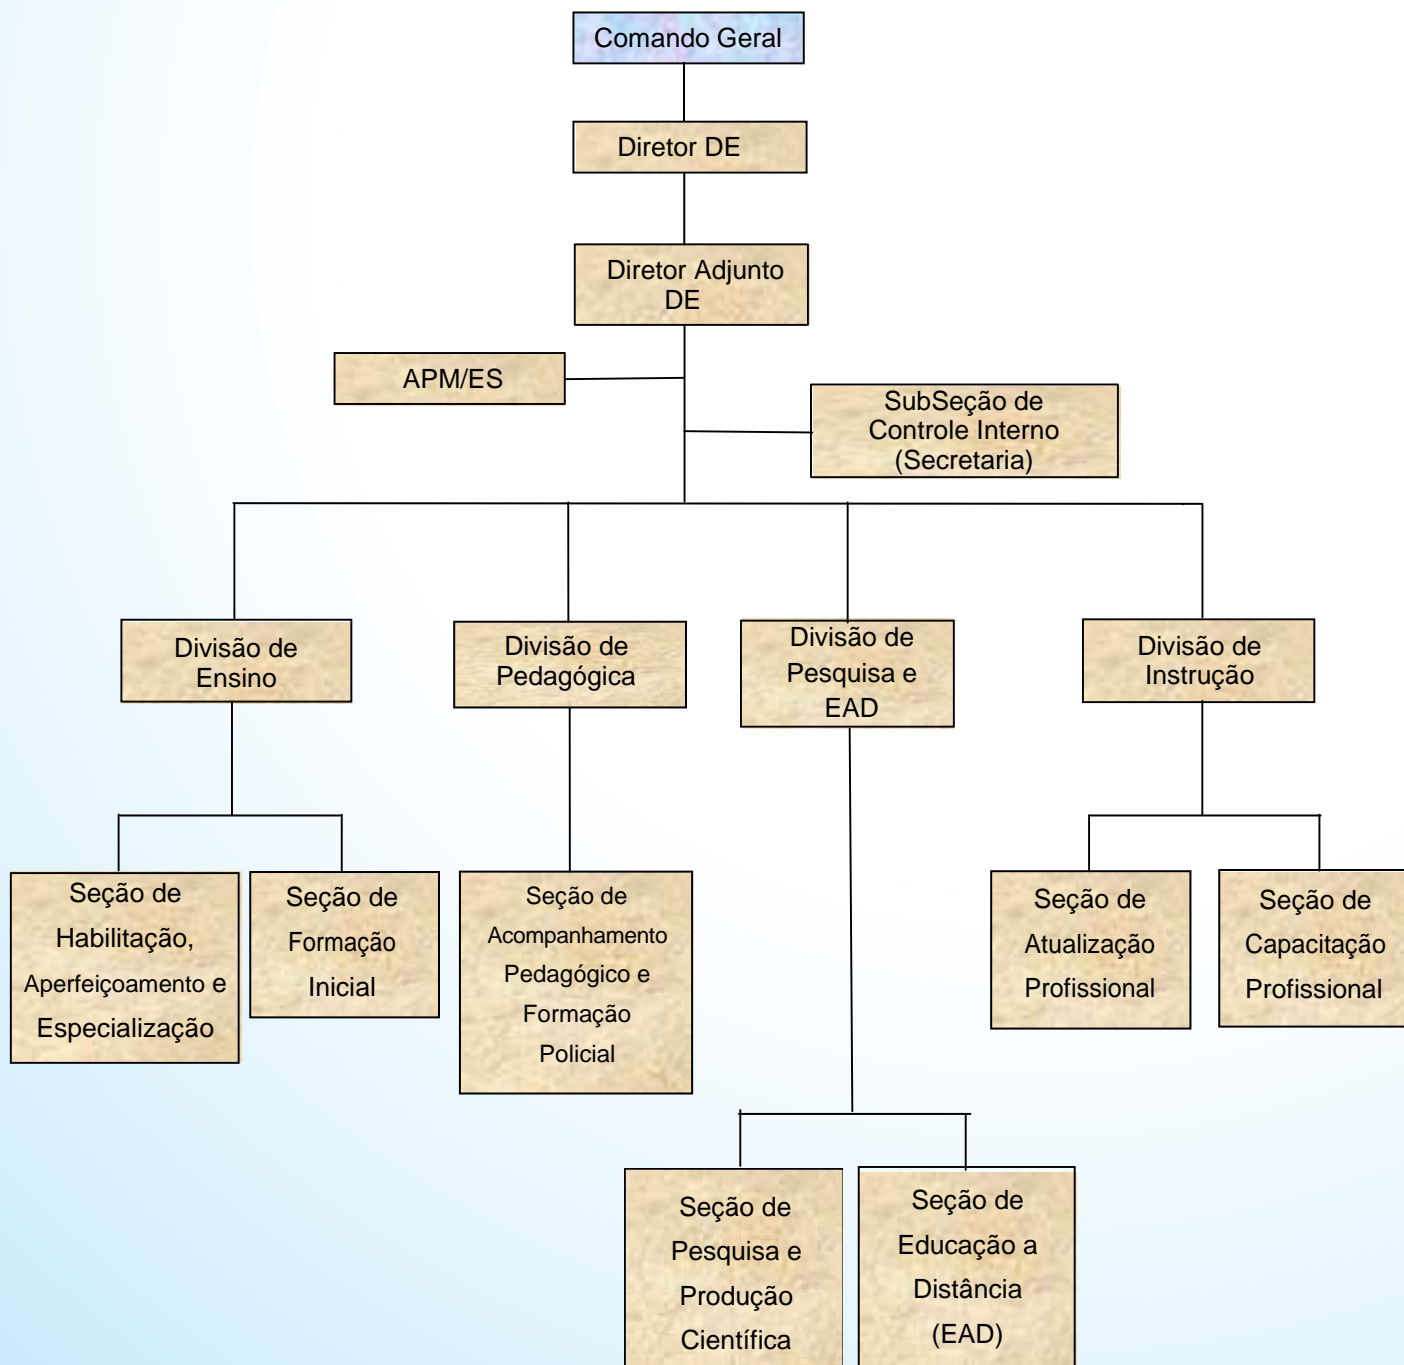 Comando Geral
Diretor DE
Diretor Adjunto
DE
APM/ES
SubSeção de
Controle Interno
(Secretaria)
Divisão de
Ensino
Divisão de
Pedagógica
Divisão de
Pesquisa e
EAD
Divisão de
Instrução
Seção de
Habilitação,
Aperfeiçoamento e
Especialização
Seção de
Formação
Inicial
Seção de
Acompanhamento
Pedagógico e
Formação
Policial
Seção de
Atualização
Profissional
Seção de
Capacitação
Profissional
Seção de
Pesquisa e
Produção
Científica
Seção de
Educação a
Distância
(EAD)